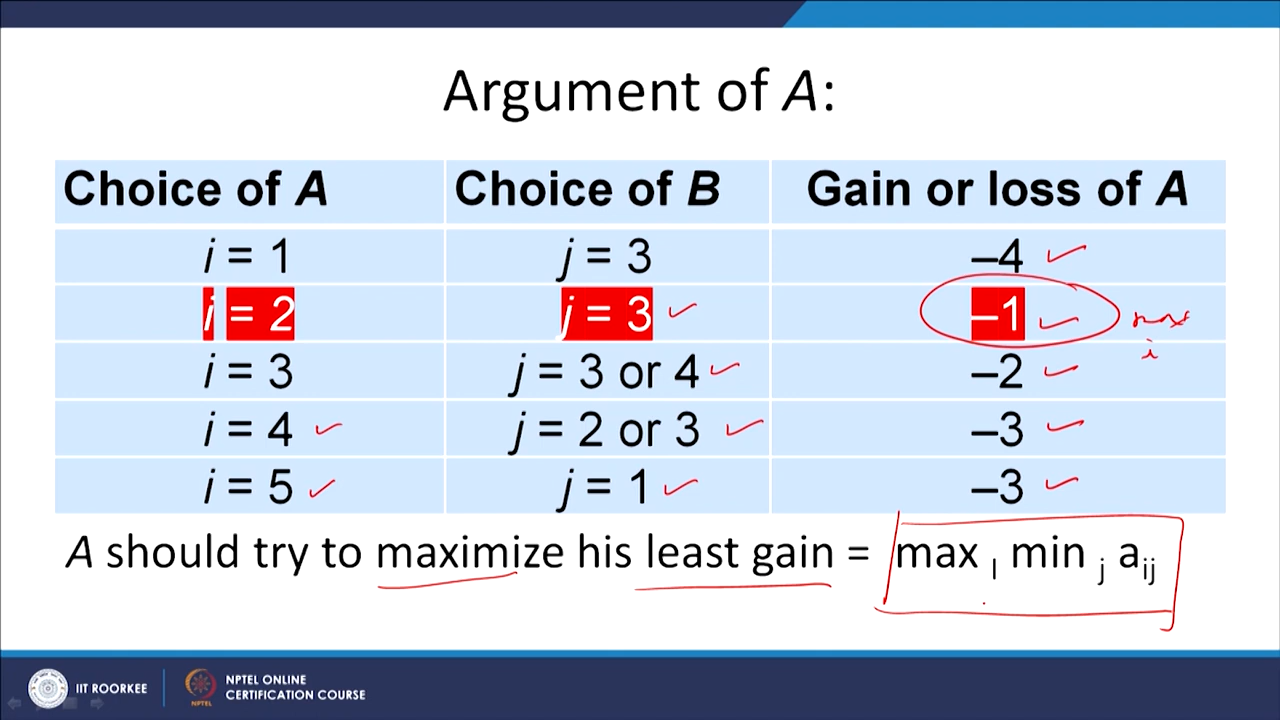 Argument of A:
Choice of A Choice of B Gain or loss of A
i = 1 j = 3 –4
i = 2 j = 3 –1
max
i
i = 3 j = 3 or 4 –2
i = 4 j = 2 or 3 –3
i = 5 j = 1 –3
A should try to maximize his least gain = max I min j aij
IIT ROORKEE
NPTEL ONLINE
CERTIFICATION COURSE
NPTEL